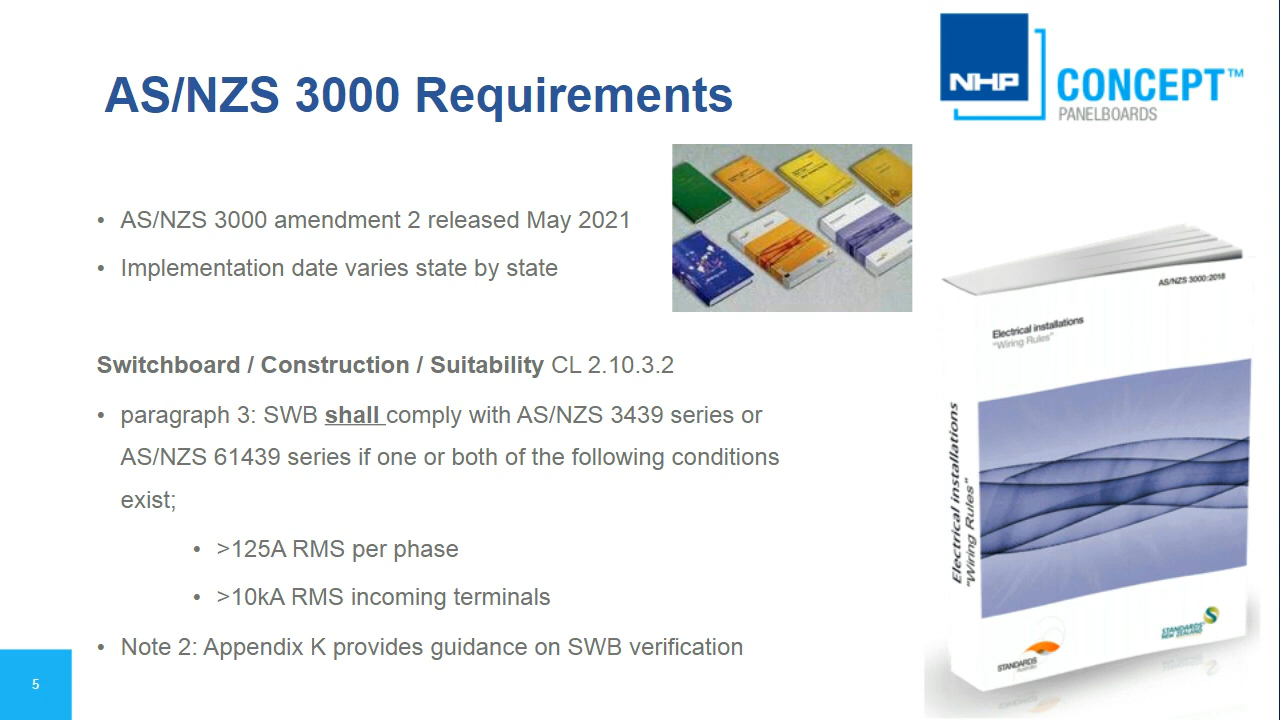 AS/NZS 3000 Requirements
NHP
CONCEPT™
PANELBOARDS
• AS/NZS 3000 amendment 2 released May 2021
• Implementation date varies state by state
Switchboard / Construction / Suitability CL 2.10.3.2
• paragraph 3: SWB shall comply with AS/NZS 3439 series or
AS/NZS 61439 series if one or both of the following conditions
exist;
• >125A RMS per phase
• >10kA RMS incoming terminals
• Note 2: Appendix K provides guidance on SWB verification
5
AS/NZS 3000:2018
Electrical installations
"Wiring Rules"
Electrical installations
"Wiring Rules"
STANDARDS
Australia
STANDARDS
NEW ZEALAND